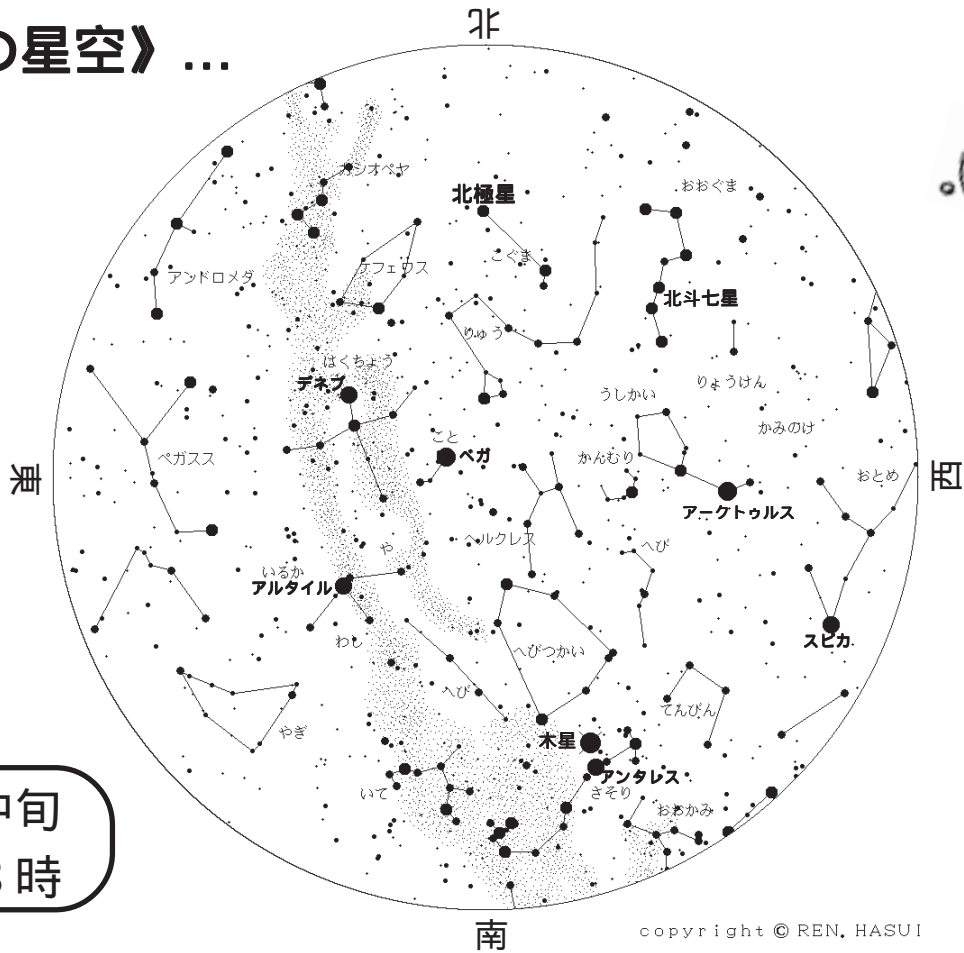 の星空》…
北
カシオペヤ
おおぐま
北極星
こぐま
アンドロメダ
ケフェウス
北斗七星
りゅう
はくちょう
デネブ
りょうけん
うしかい
かみのけ
こと
ベガ
ペガスス
かんむり
おとめ
東
西
アークトゥルス
ヘルクレス
や
へび
いるか
アルタイル
わし
スピカ
へびつかい
へび
てんびん
やぎ
木星
アンタレス
さそり
いて
おおかみ
中旬
時
南
copyright © REN. HASUI